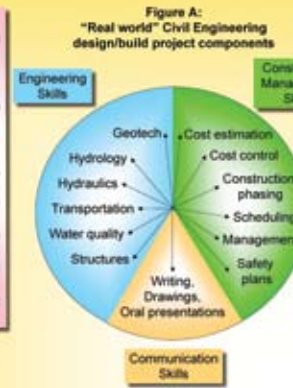 Figure A:
"Real world" Civil Engineering
design/build project components
Engineering
Skills
Geotech
Hydrology
Hydraulics
Transportation
Water quality
Structures
Cost estimation
Cost control
Construction
phasing
Scheduling
Management
Safety
plans
Writing,
Drawings,
Oral presentations
Communication
Skills